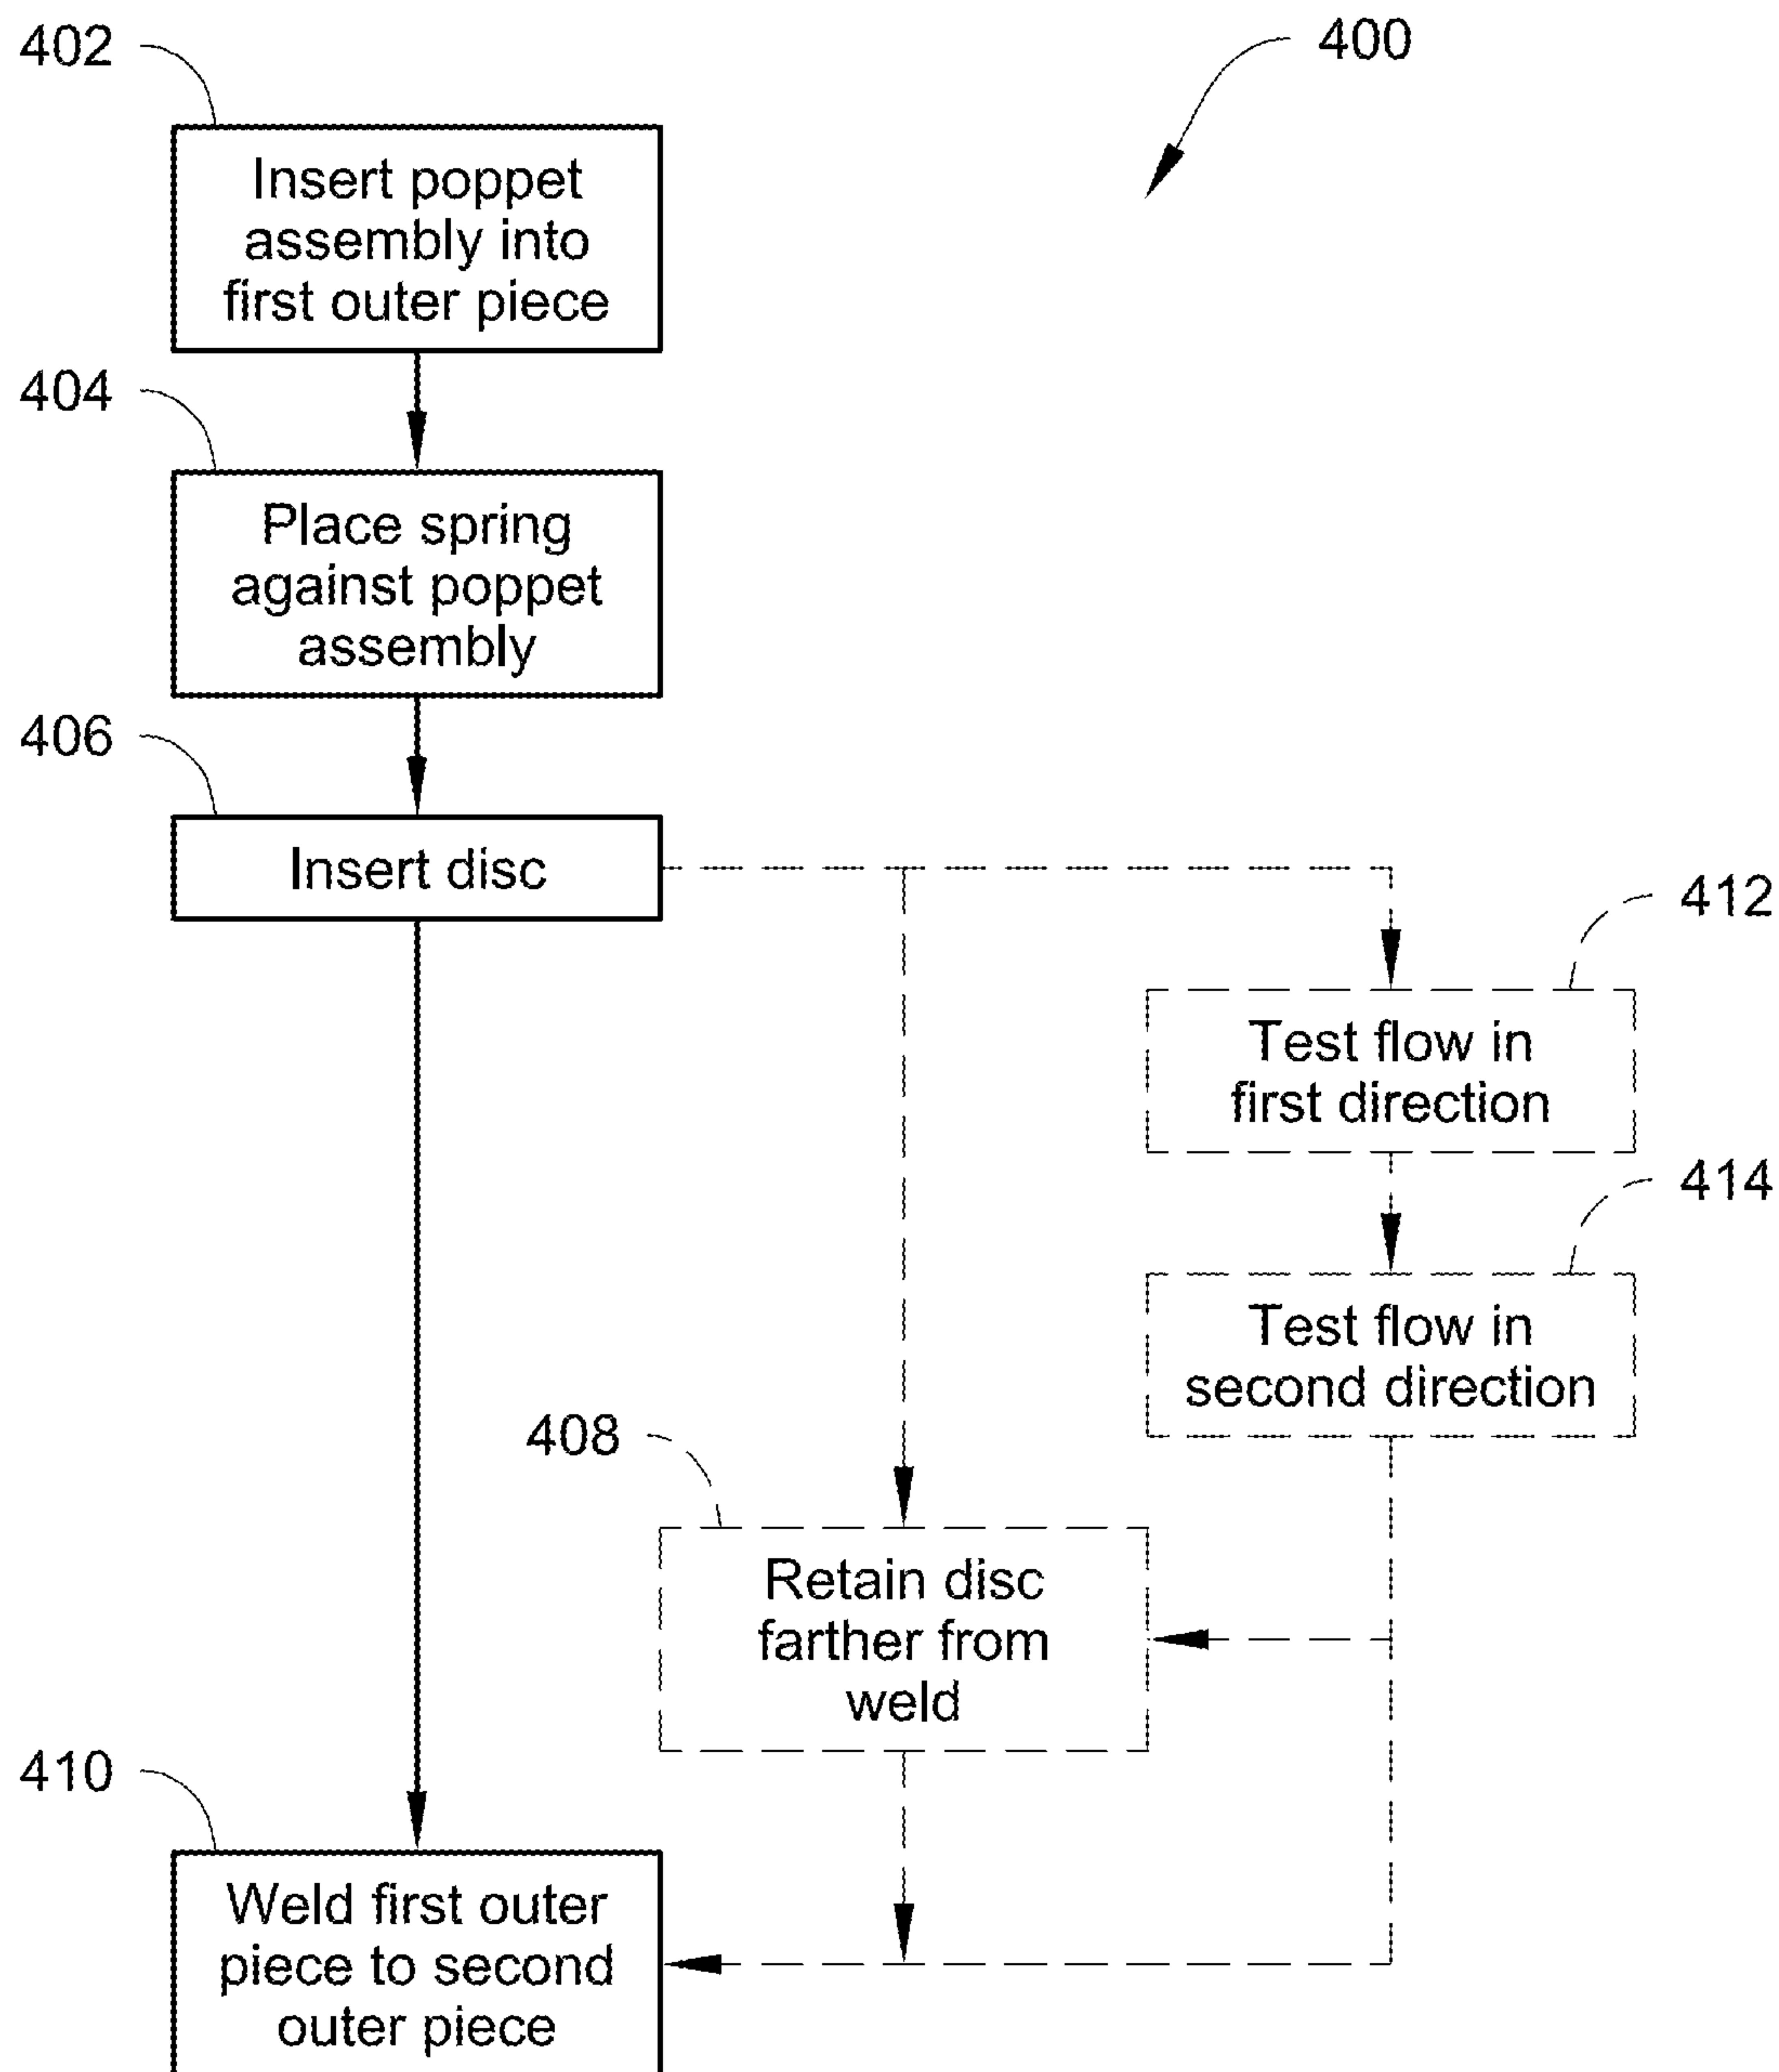 402
400
Insert poppet
assembly into
first outer piece
404
Place spring
against poppet
assembly
406
Insert disc
412
Test flow in
first direction
414
Test flow in
second direction
408
Retain disc
farther from
weld
410
Weld first outer
piece to second
outer piece